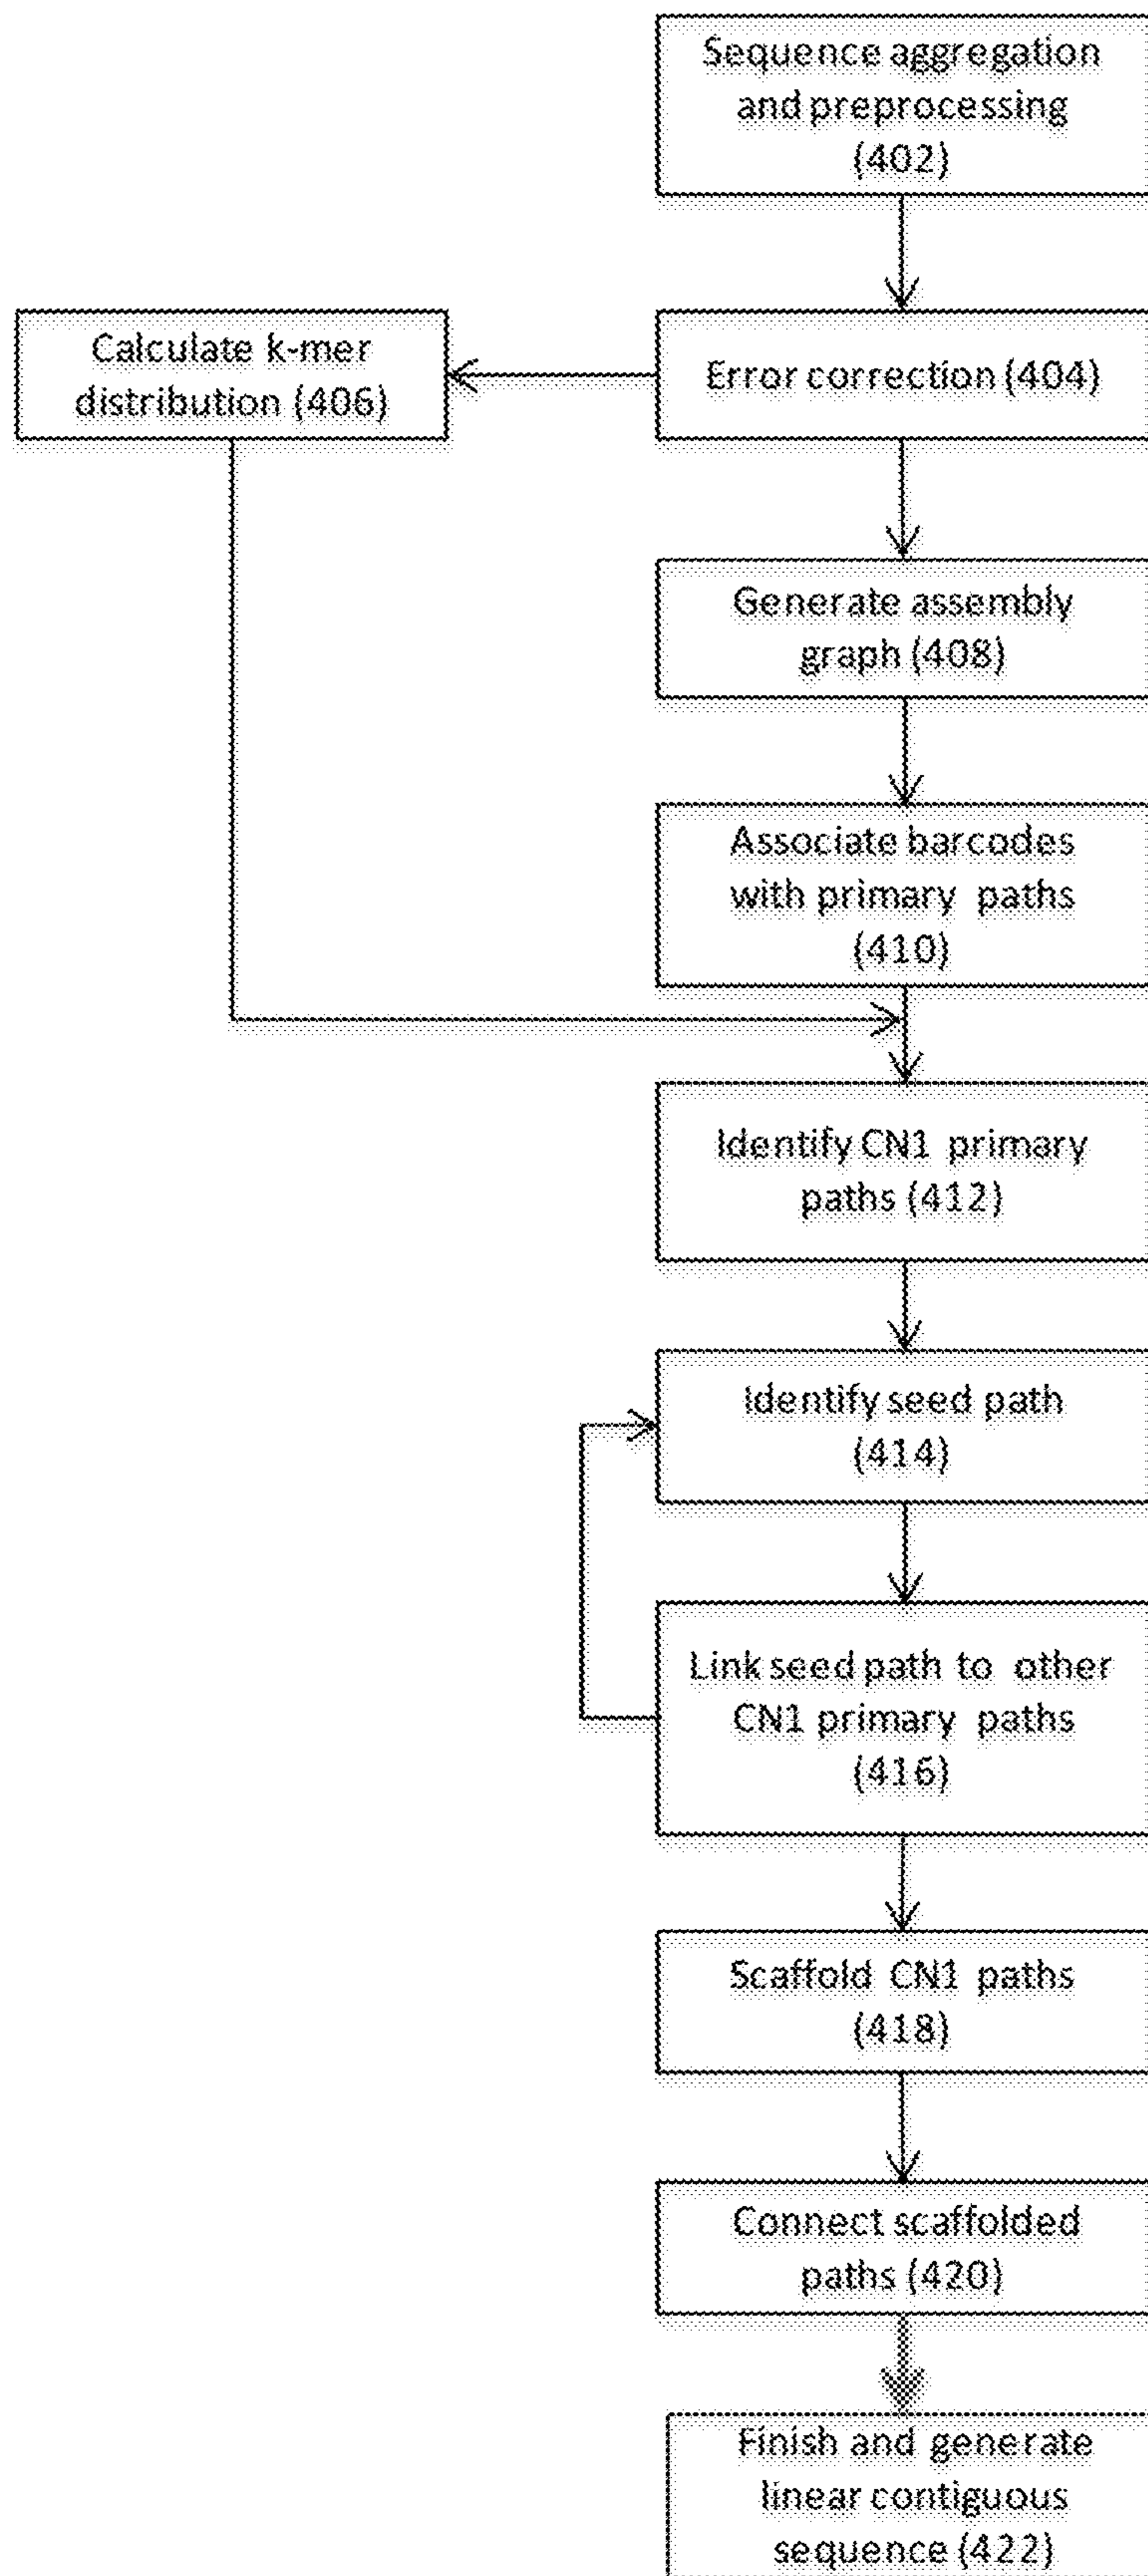 Sequence aggregation
and preprocessing
(402)
Calculate k-mer
distribution (406)
Error correction (404)
Generate assembly
graph (408)
Associate barcodes
with primary paths
(410)
Identify CN1 primary
paths (412)
Identify seed path
(414)
Link seed path to other
CN1 primary paths
(416)
Scaffold CN1 paths
(418)
Connect scaffolded
paths (420)
Finish and generate
linear contiguous
sequence (422)